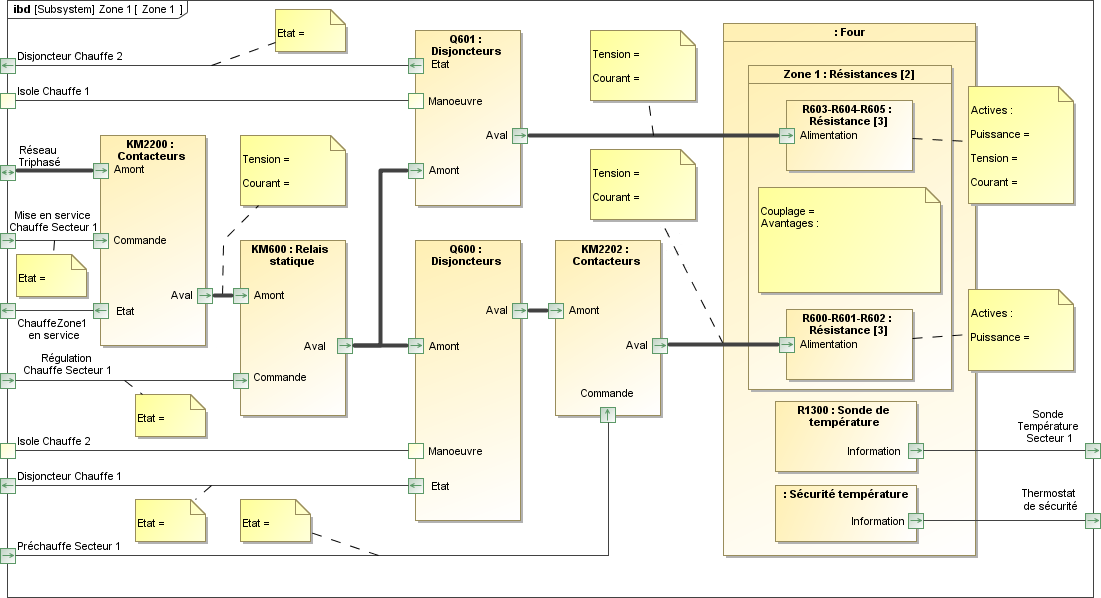 ibd [Subsystem] Zone 1 [ Zone 1 ]
Etat =
Disjoncteur Chauffe 2
Isole Chauffe 1
Q601 :
Disjoncteurs
Etat
Manoeuvre
Aval
Amont
Tension =
Courant =
: Four
Zone 1 : Résistances [2]
R603-R604-R605 :
Résistance [3]
Alimentation
Actives :
Puissance =
Tension =
Courant =
Réseau
Triphasé
KM2200 :
Contacteurs
Amont
Commande
Aval
Etat
Mise en service
Chauffe Secteur 1
Etat =
ChauffeZone1
en service
Tension =
Courant =
KM600 : Relais
statique
Amont
Aval
Commande
Régulation
Chauffe Secteur 1
Etat =
Q600 :
Disjoncteurs
Aval
Amont
Manoeuvre
Etat
Tension =
Courant =
KM2202 :
Contacteurs
Amont
Aval
Commande
Couplage =
Avantages :
R600-R601-R602 :
Résistance [3]
Alimentation
Actives :
Puissance =
R1300 : Sonde de
température
Information
Sonde
Température
Secteur 1
: Sécurité température
Information
Thermostat
de sécurité
Isole Chauffe 2
Disjoncteur Chauffe 1
Etat =
Etat =
Préchauffe Secteur 1